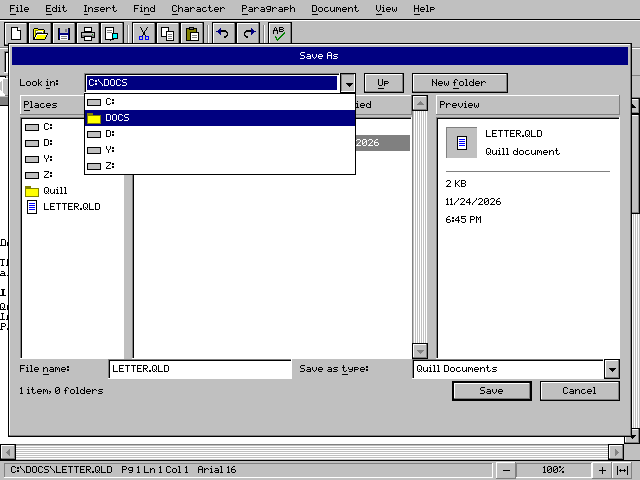 File Edit Insert Find Character Paragraph Document View Help
AB
Save As
Look in: C:\DOCS Up New folder
C:
DOCS
D:
Y:
Z:
Places
C:
D:
Y:
Z:
Quill
LETTER.QLD
Preview
LETTER.QLD
Quill document
2 KB
11/24/2026
6:45 PM
File name: LETTER.QLD Save as type: Quill Documents
1 item, 0 folders Save Cancel
C:\DOCS\LETTER.QLD Pg 1 Ln 1 Col 1 Arial 16 100%